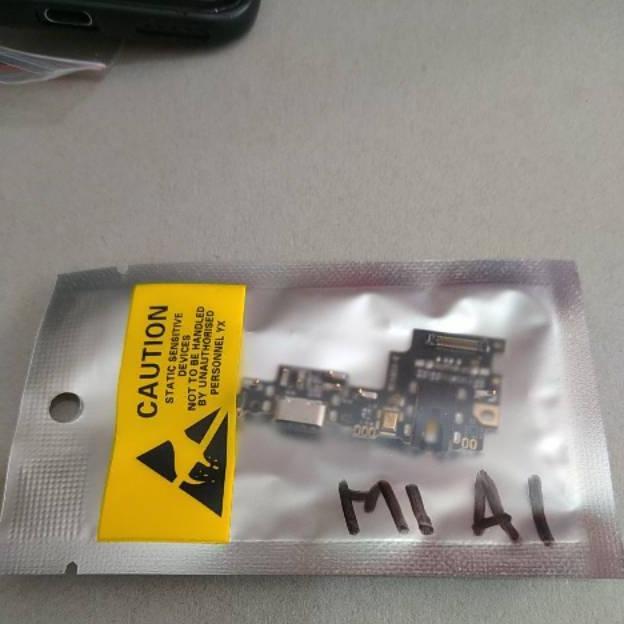 CAUTION
STATIC SENSITIVE
DEVICES
NOT TO BE HANDLED
BY UNAUTHORISED
PERSONNEL YX
MI A1